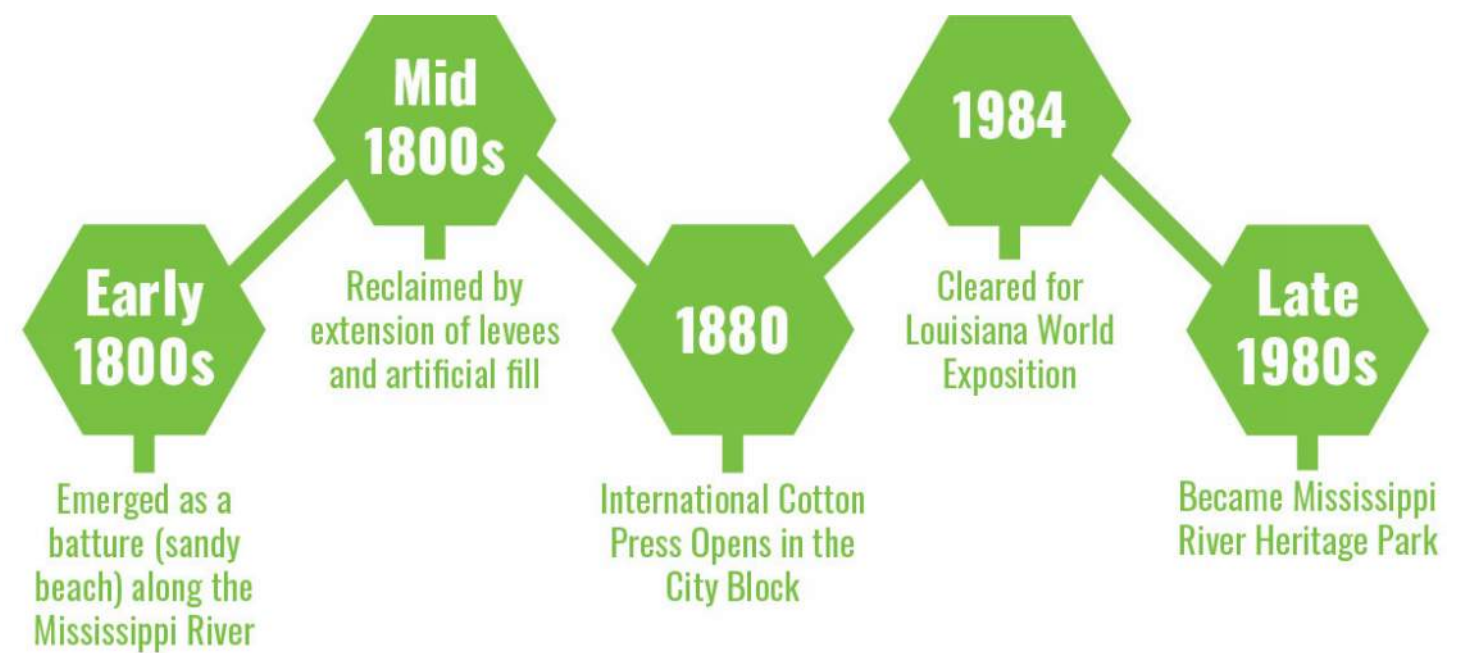 Early
1800s
Emerged as a
batture (sandy
beach) along the
Mississippi River
Mid
1800s
Reclaimed by
extension of levees
and artificial fill
1880
International Cotton
Press Opens in the
City Block
1984
Cleared for
Louisiana World
Exposition
Late
1980s
Became Mississippi
River Heritage Park